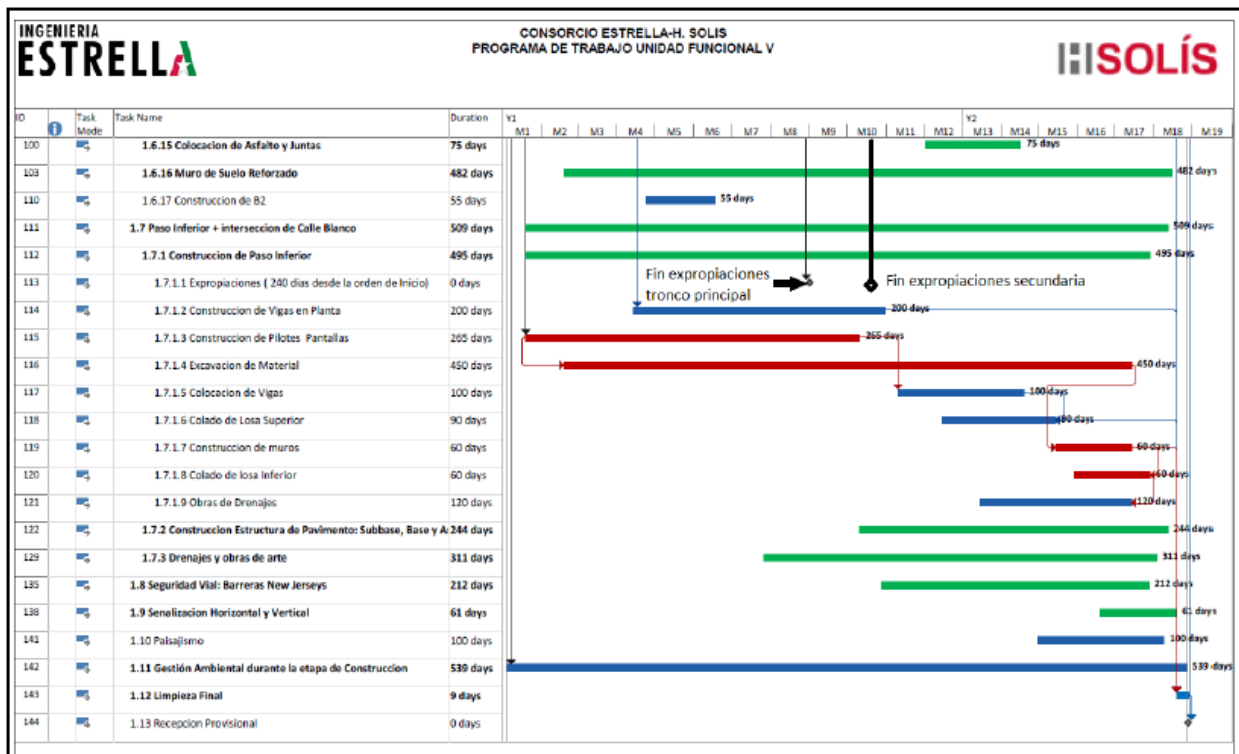 INGENIERIA
ESTRELLA
CONSORCIO ESTRELLA-H. SOLIS
PROGRAMA DE TRABAJO UNIDAD FUNCIONAL V
HSOLÍS
ID Task Mode Task Name Duration Y1 Y2
M1 M2 M3 M4 M5 M6 M7 M8 M9 M10 M11 M12 M13 M14 M15 M16 M17 M18 M19
100 1.6.15 Colocacion de Asfalto y Juntas 75 days 75 days
103 1.6.16 Muro de Suelo Reforzado 482 days 482 days
110 1.6.17 Construccion de B2 55 days 55 days
111 1.7 Paso Inferior + interseccion de Calle Blanco 509 days 509 days
112 1.7.1 Construccion de Paso Inferior 495 days 495 days
113 1.7.1.1 Expropiaciones ( 240 dias desde la orden de Inicio) 0 days
Fin expropiaciones
tronco principal
Fin expropiaciones secundaria
114 1.7.1.2 Construccion de Vigas en Planta 200 days 200 days
115 1.7.1.3 Construccion de Pilotes Pantallas 265 days 265 days
116 1.7.1.4 Excavacion de Material 450 days 450 days
117 1.7.1.5 Colocacion de Vigas 100 days 100 days
118 1.7.1.6 Colado de Losa Superior 90 days 90 days
119 1.7.1.7 Construccion de muros 60 days 60 days
120 1.7.1.8 Colado de losa Inferior 60 days 60 days
121 1.7.1.9 Obras de Drenajes 120 days 120 days
122 1.7.2 Construccion Estructura de Pavimento: Subbase, Base y A 244 days 244 days
129 1.7.3 Drenajes y obras de arte 311 days 311 days
135 1.8 Seguridad Vial: Barreras New Jerseys 212 days 212 days
138 1.9 Senalizacion Horizontal y Vertical 61 days 61 days
141 1.10 Paisajismo 100 days 100 days
142 1.11 Gestión Ambiental durante la etapa de Construccion 539 days 539 days
143 1.12 Limpieza Final 9 days
144 1.13 Recepcion Provisional 0 days